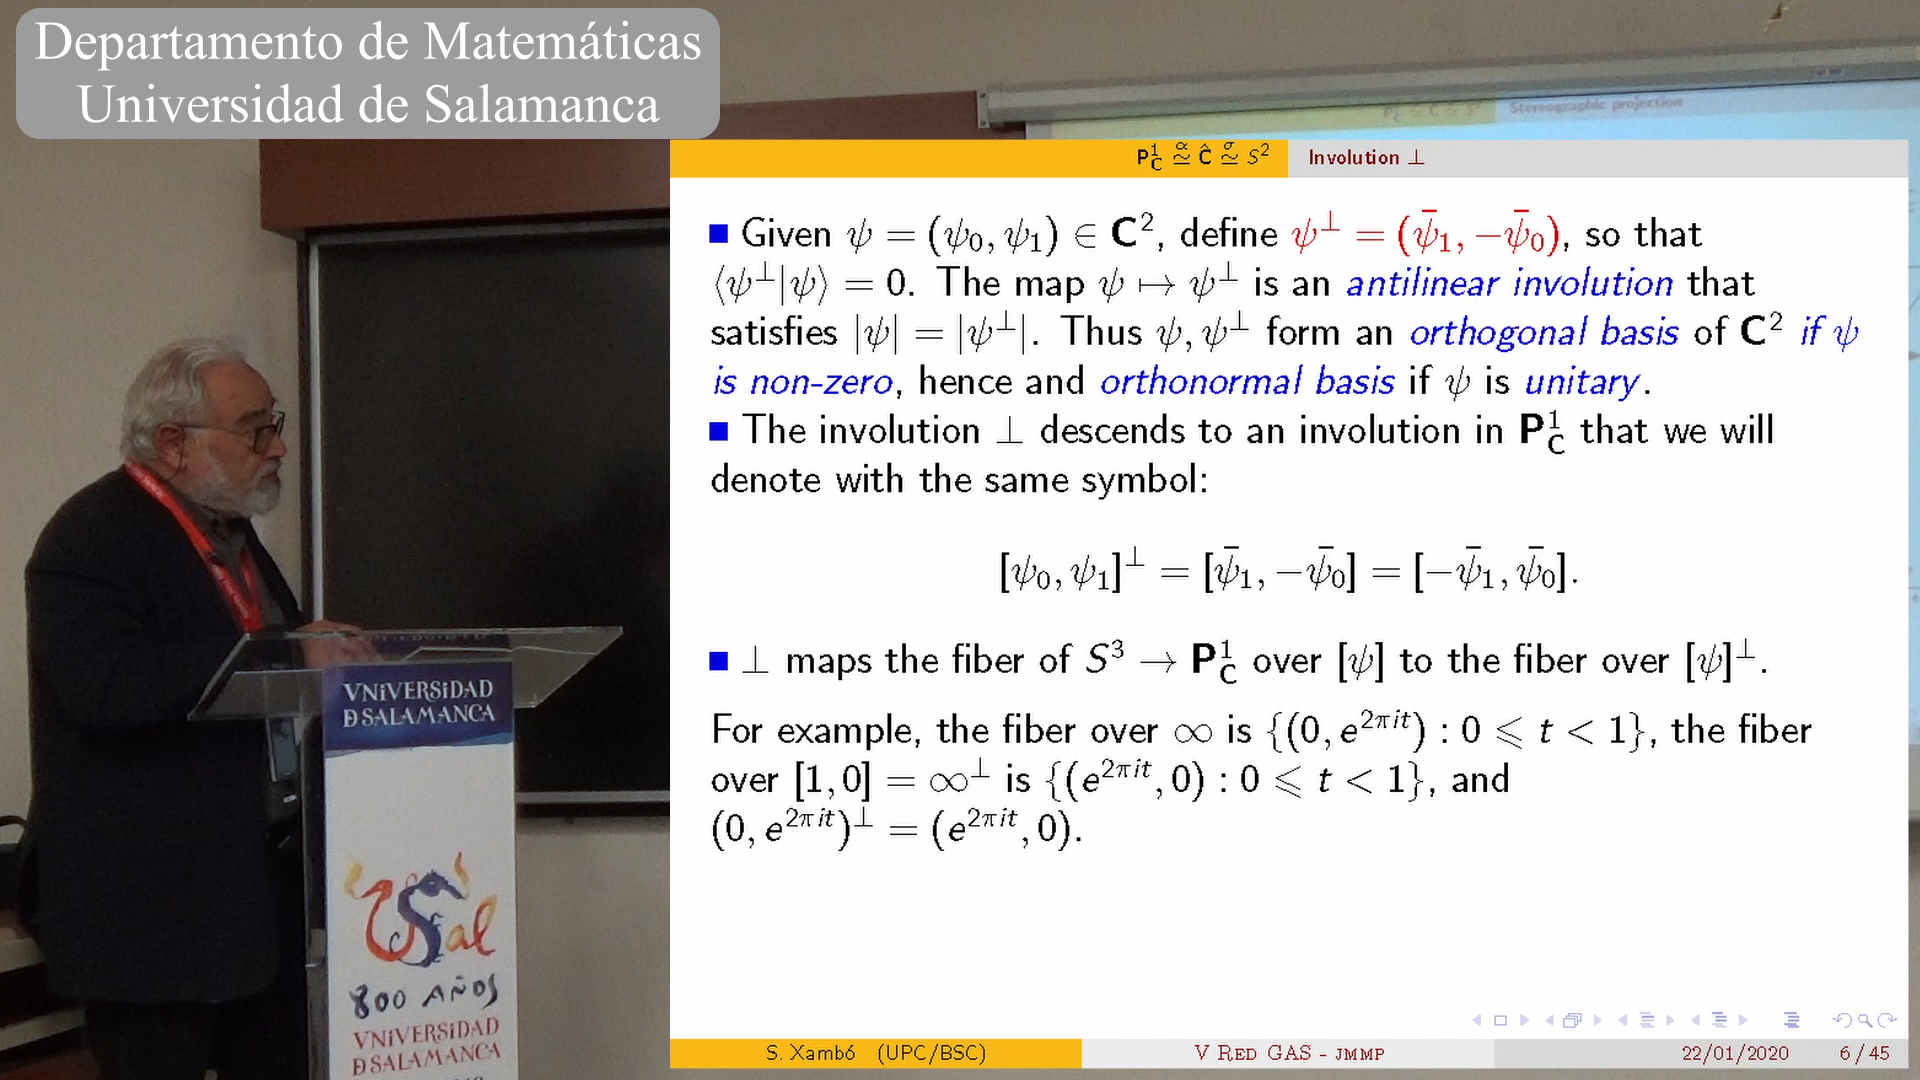 Departamento de Matemáticas
Universidad de Salamanca
Stereographic projection
P¹_C ≃^α Ĉ ≃^σ S²
Involution ⊥
■ Given ψ = (ψ₀, ψ₁) ∈ C², define ψ^⊥ = (ψ̄₁, −ψ̄₀), so that
⟨ψ^⊥|ψ⟩ = 0. The map ψ ↦ ψ^⊥ is an antilinear involution that
satisfies |ψ| = |ψ^⊥|. Thus ψ, ψ^⊥ form an orthogonal basis of C² if ψ
is non-zero, hence and orthonormal basis if ψ is unitary.
■ The involution ⊥ descends to an involution in P¹_C that we will
denote with the same symbol:
[ψ₀, ψ₁]^⊥ = [ψ̄₁, −ψ̄₀] = [−ψ̄₁, ψ̄₀].
■ ⊥ maps the fiber of S³ → P¹_C over [ψ] to the fiber over [ψ]^⊥.
For example, the fiber over ∞ is {(0, e^{2πit}) : 0 ⩽ t < 1}, the fiber
over [1, 0] = ∞^⊥ is {(e^{2πit}, 0) : 0 ⩽ t < 1}, and
(0, e^{2πit})^⊥ = (e^{2πit}, 0).
S. Xambó (UPC/BSC)
V Red GAS - jmmp
22/01/2020
6 / 45
VNiVERSiDAD
D SALAMANCA
USal
800 AÑOS
VNiVERSiDAD
D SALAMANCA